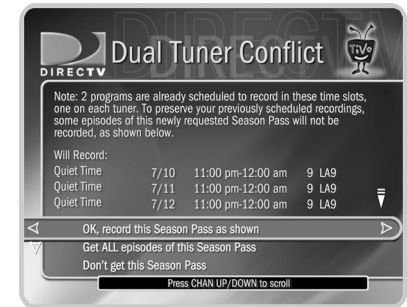 DIRECTV
Dual Tuner Conflict
TiVo
Note: 2 programs are already scheduled to record in these time slots,
one on each tuner. To preserve your previously scheduled recordings,
some episodes of this newly requested Season Pass will not be
recorded, as shown below.
Will Record:
Quiet Time 7/10 11:00 pm-12:00 am 9 LA9
Quiet Time 7/11 11:00 pm-12:00 am 9 LA9
Quiet Time 7/12 11:00 pm-12:00 am 9 LA9
OK, record this Season Pass as shown
Get ALL episodes of this Season Pass
Don't get this Season Pass
Press CHAN UP/DOWN to scroll